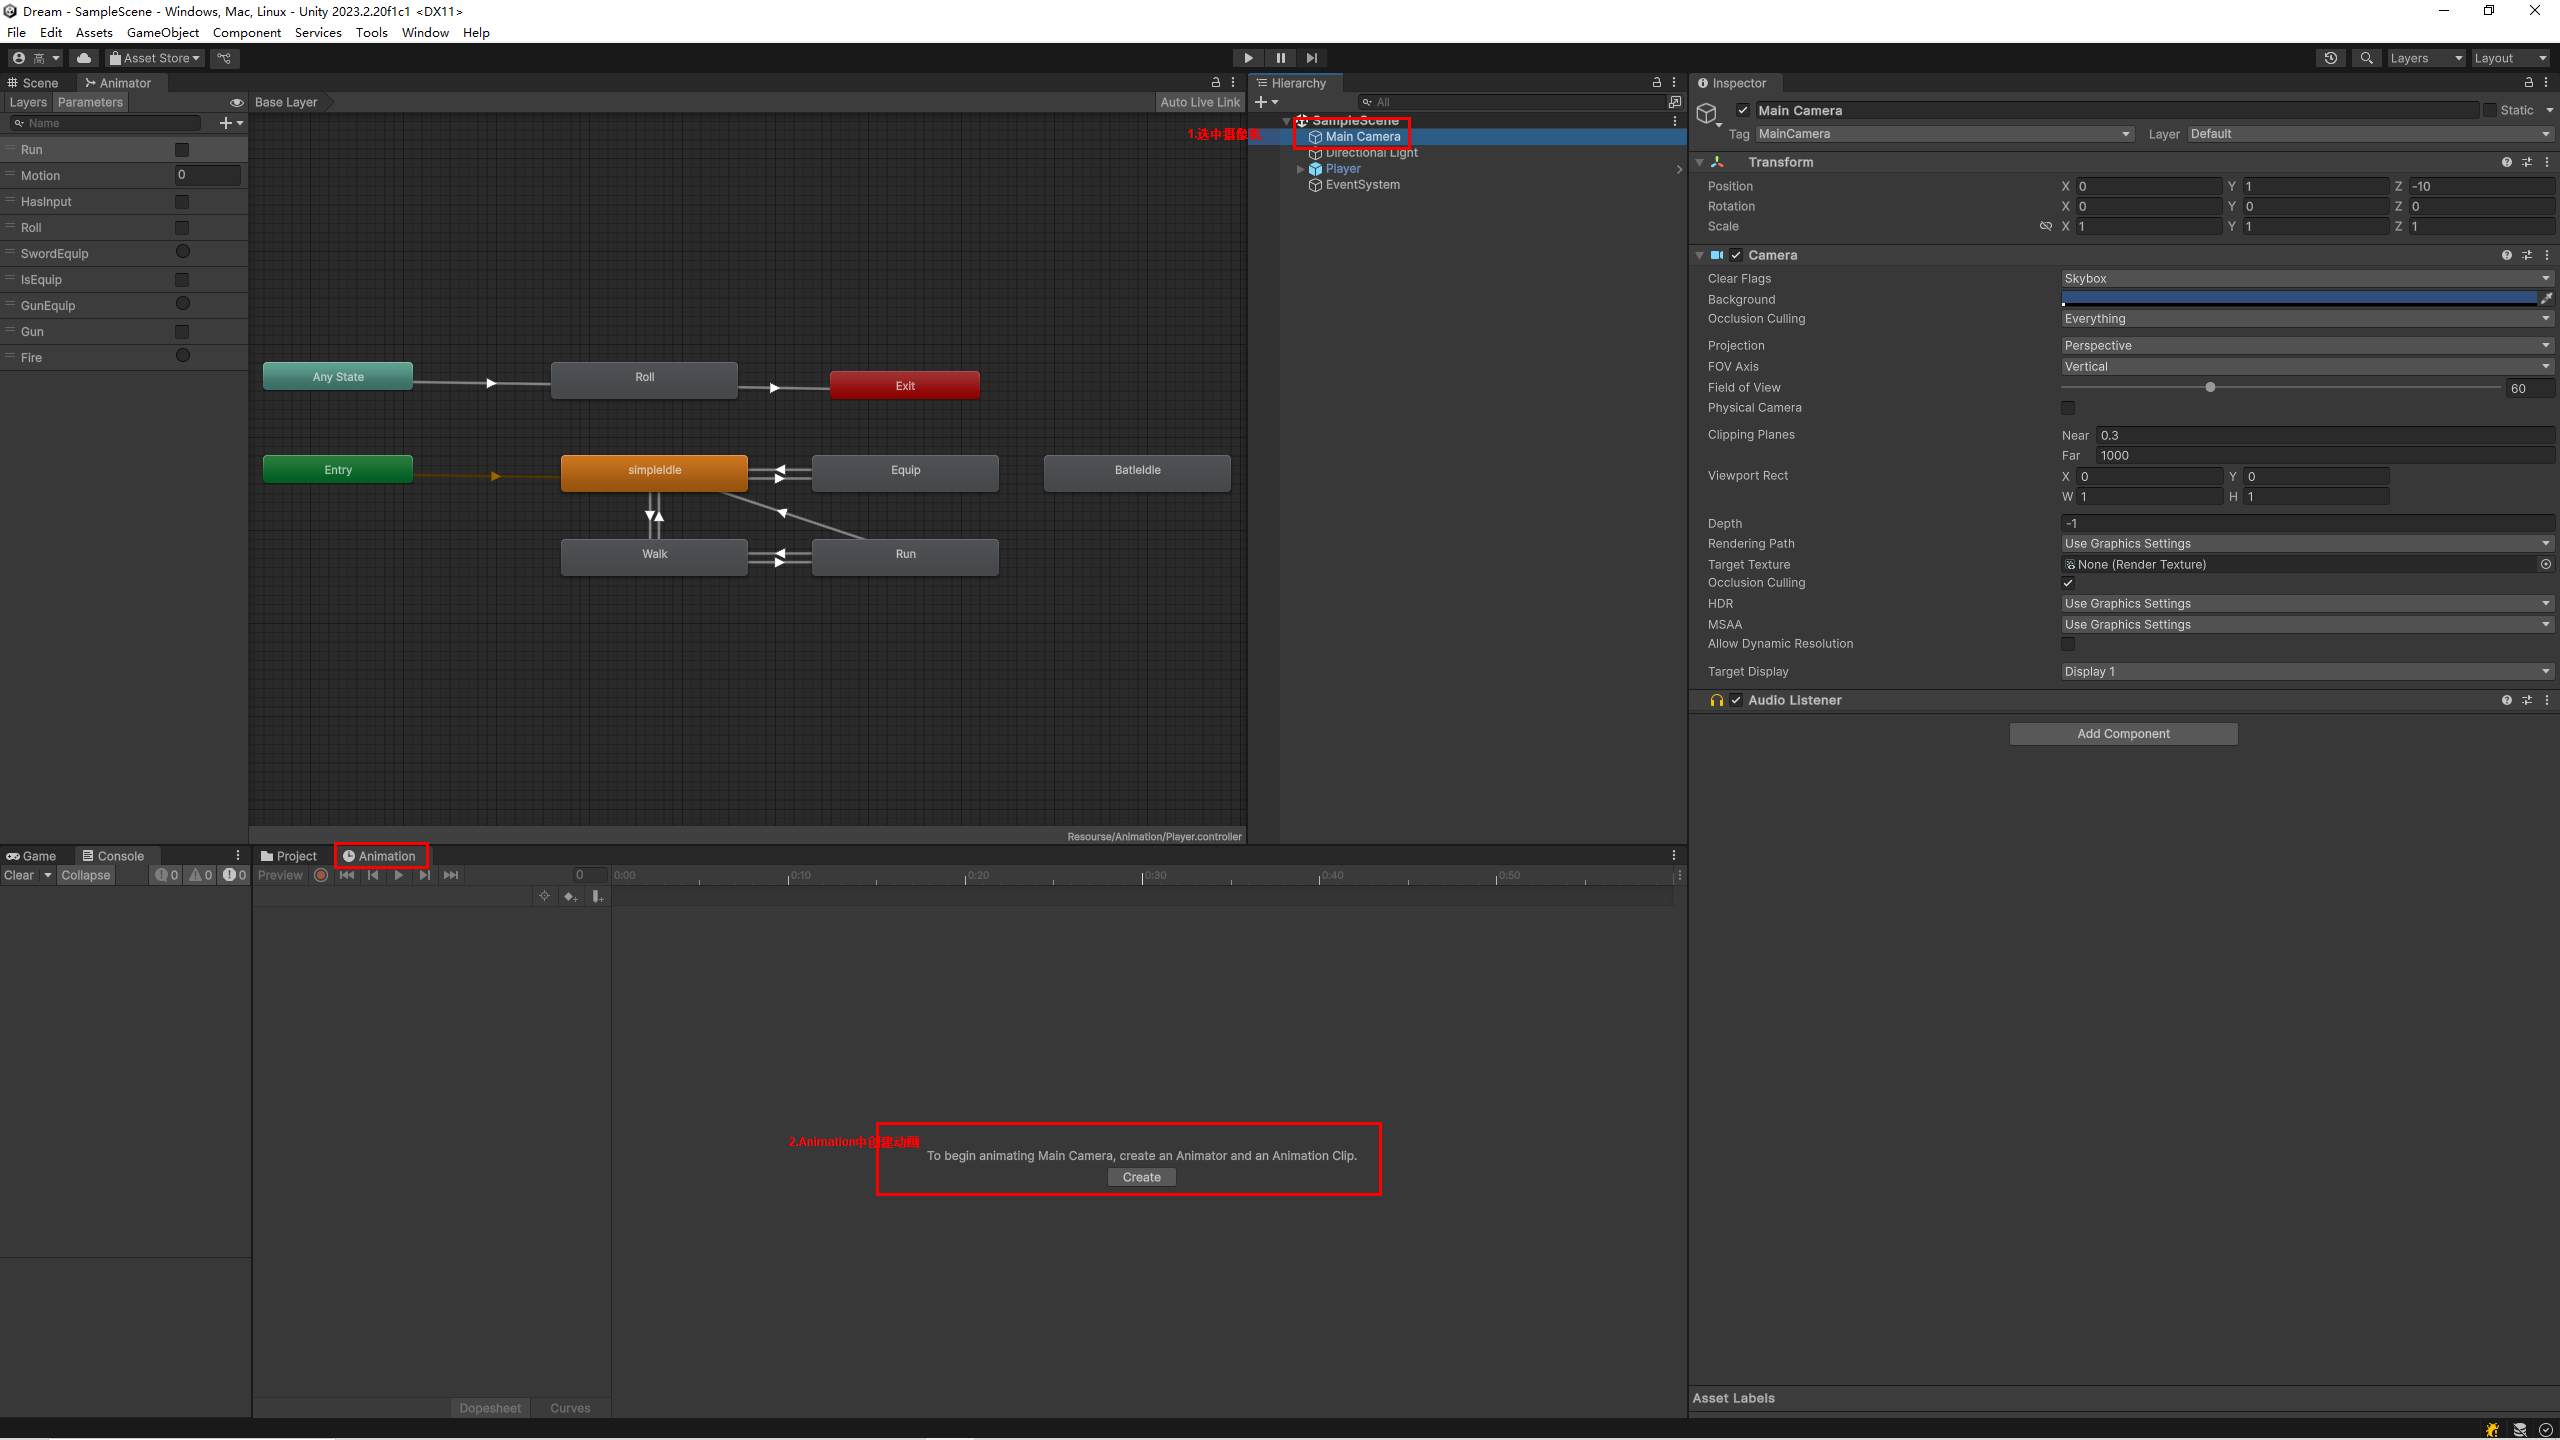 Dream - SampleScene - Windows, Mac, Linux - Unity 2023.2.20f1c1 <DX11>
File Edit Assets GameObject Component Services Tools Window Help
高 Asset Store Layers Layout
Scene Animator
Layers Parameters Base Layer Auto Live Link
Name
Run
Motion 0
HasInput
Roll
SwordEquip
IsEquip
GunEquip
Gun
Fire
Any State Roll Exit
Entry simpleIdle Equip BatleIdle
Walk Run
Resourse/Animation/Player.controller
Hierarchy
All
SampleScene
1.选中摄像机
Main Camera
Directional Light
Player
EventSystem
Inspector
Main Camera Static
Tag MainCamera Layer Default
Transform
Position X 0 Y 1 Z -10
Rotation X 0 Y 0 Z 0
Scale X 1 Y 1 Z 1
Camera
Clear Flags Skybox
Background
Occlusion Culling Everything
Projection Perspective
FOV Axis Vertical
Field of View 60
Physical Camera
Clipping Planes Near 0.3
Far 1000
Viewport Rect X 0 Y 0
W 1 H 1
Depth -1
Rendering Path Use Graphics Settings
Target Texture None (Render Texture)
Occlusion Culling
HDR Use Graphics Settings
MSAA Use Graphics Settings
Allow Dynamic Resolution
Target Display Display 1
Audio Listener
Add Component
Asset Labels
Game Console
Clear Collapse 0 0 0
Project Animation
Preview 0 0:00 0:10 0:20 0:30 0:40 0:50
2.Animation中创建动画
To begin animating Main Camera, create an Animator and an Animation Clip.
Create
Dopesheet Curves